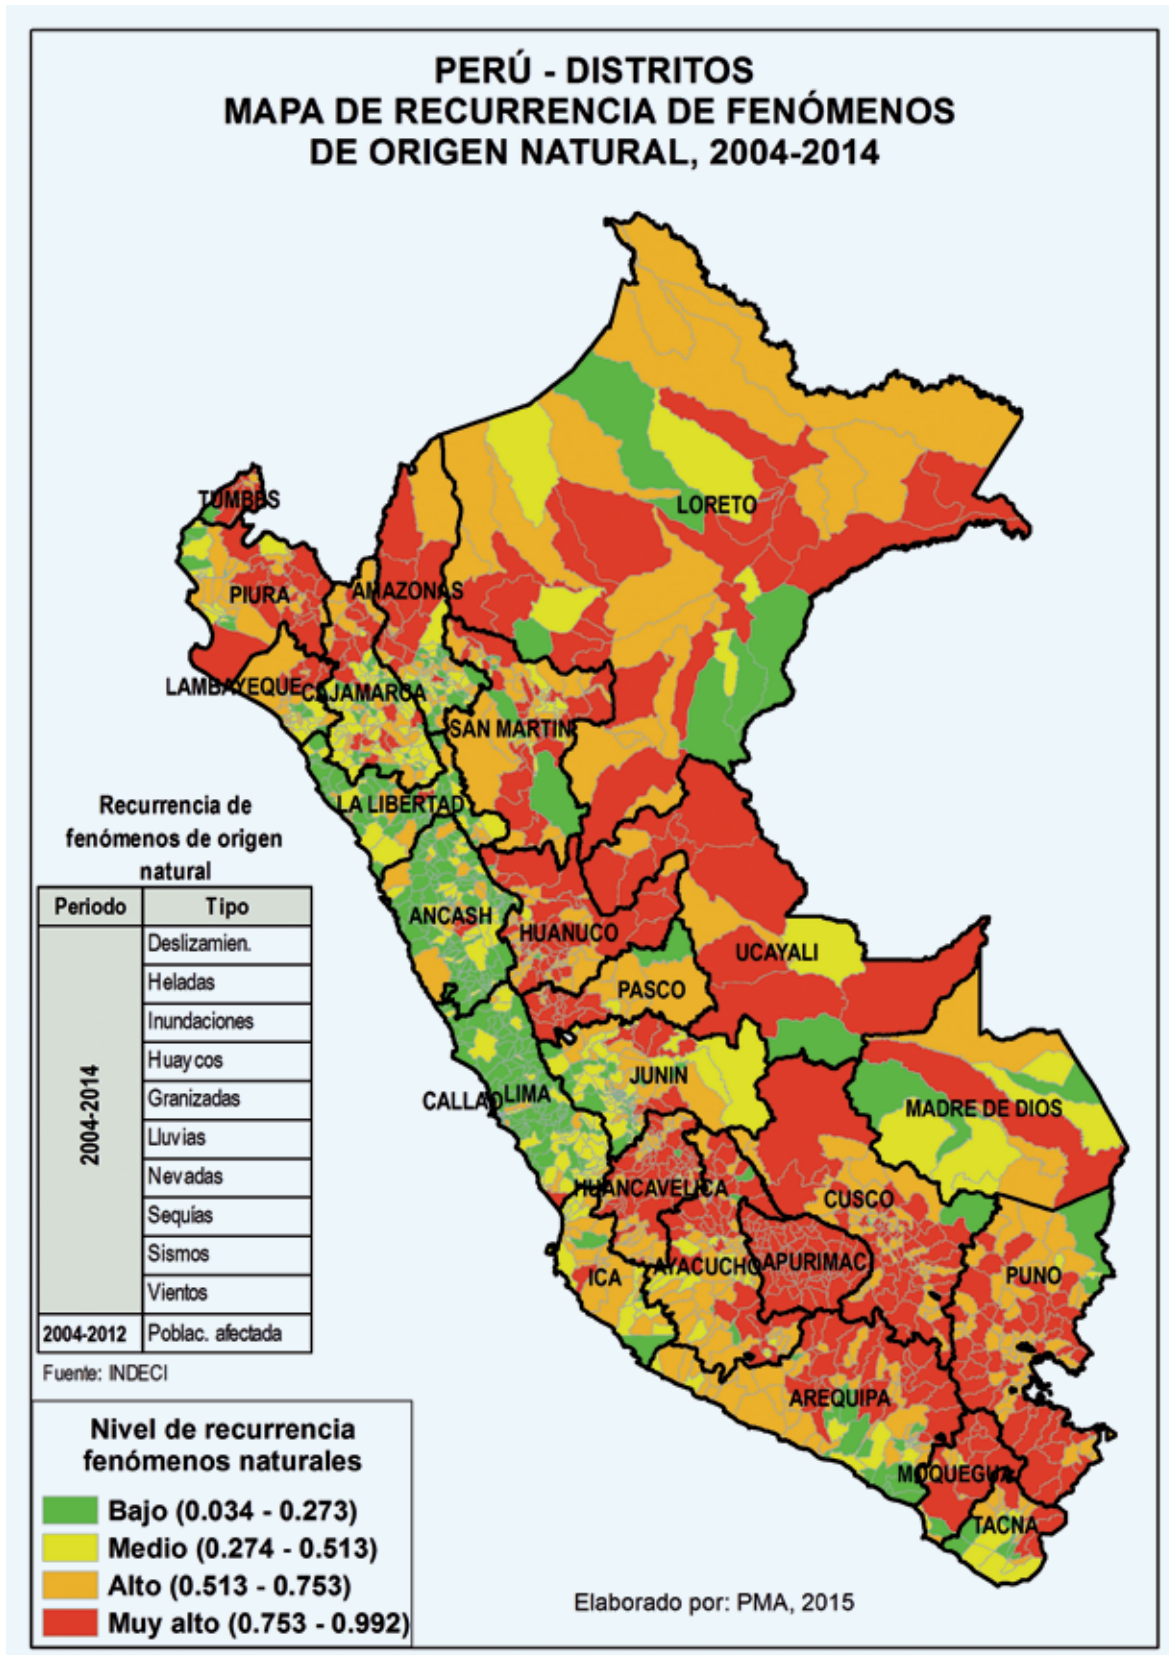 PERÚ - DISTRITOS
MAPA DE RECURRENCIA DE FENÓMENOS
DE ORIGEN NATURAL, 2004-2014
TUMBES
LORETO
PIURA
AMAZONAS
LAMBAYEQUE
CAJAMARCA
SAN MARTIN
LA LIBERTAD
ANCASH
HUANUCO
UCAYALI
PASCO
JUNIN
CALLAO
LIMA
MADRE DE DIOS
HUANCAVELICA
CUSCO
ICA
AYACUCHO
APURIMAC
PUNO
AREQUIPA
MOQUEGUA
TACNA
Recurrencia de
fenómenos de origen
natural
Periodo Tipo
2004-2014
Deslizamien.
Heladas
Inundaciones
Huaycos
Granizadas
Lluvias
Nevadas
Sequías
Sismos
Vientos
2004-2012 Poblac. afectada
Fuente: INDECI
Nivel de recurrencia
fenómenos naturales
Bajo (0.034 - 0.273)
Medio (0.274 - 0.513)
Alto (0.513 - 0.753)
Muy alto (0.753 - 0.992)
Elaborado por: PMA, 2015